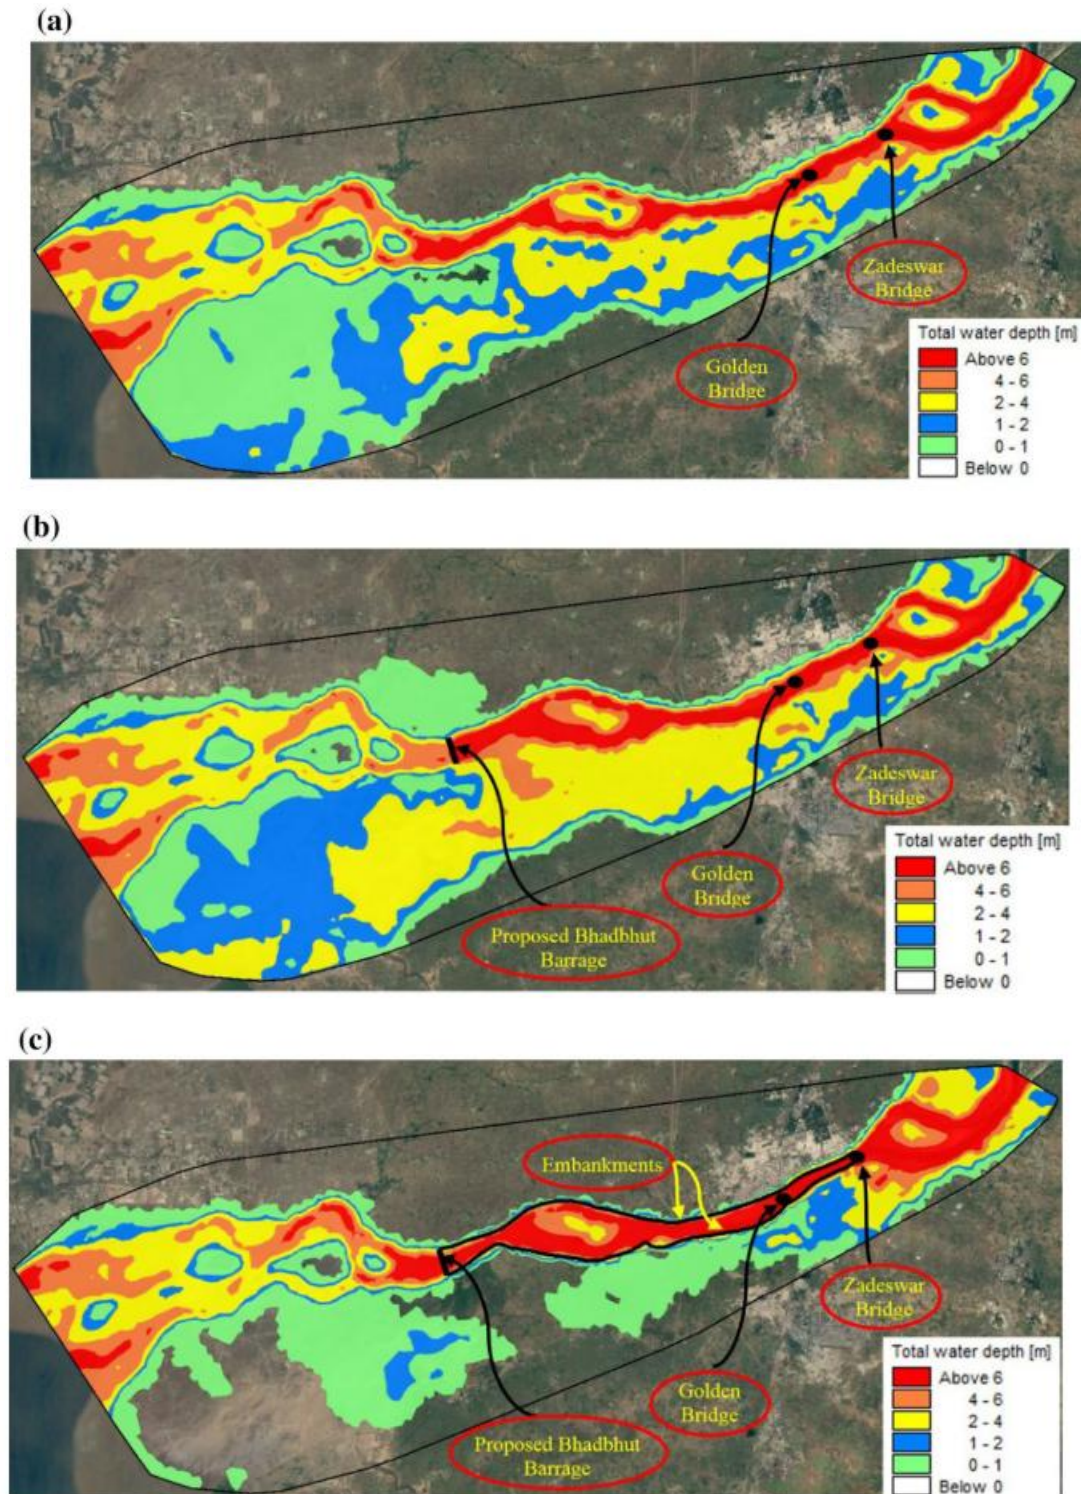 (a)
Zadeswar
Bridge
Golden
Bridge
Total water depth [m]
Above 6
4 - 6
2 - 4
1 - 2
0 - 1
Below 0
(b)
Zadeswar
Bridge
Golden
Bridge
Proposed Bhadbhut
Barrage
Total water depth [m]
Above 6
4 - 6
2 - 4
1 - 2
0 - 1
Below 0
(c)
Embankments
Zadeswar
Bridge
Golden
Bridge
Proposed Bhadbhut
Barrage
Total water depth [m]
Above 6
4 - 6
2 - 4
1 - 2
0 - 1
Below 0